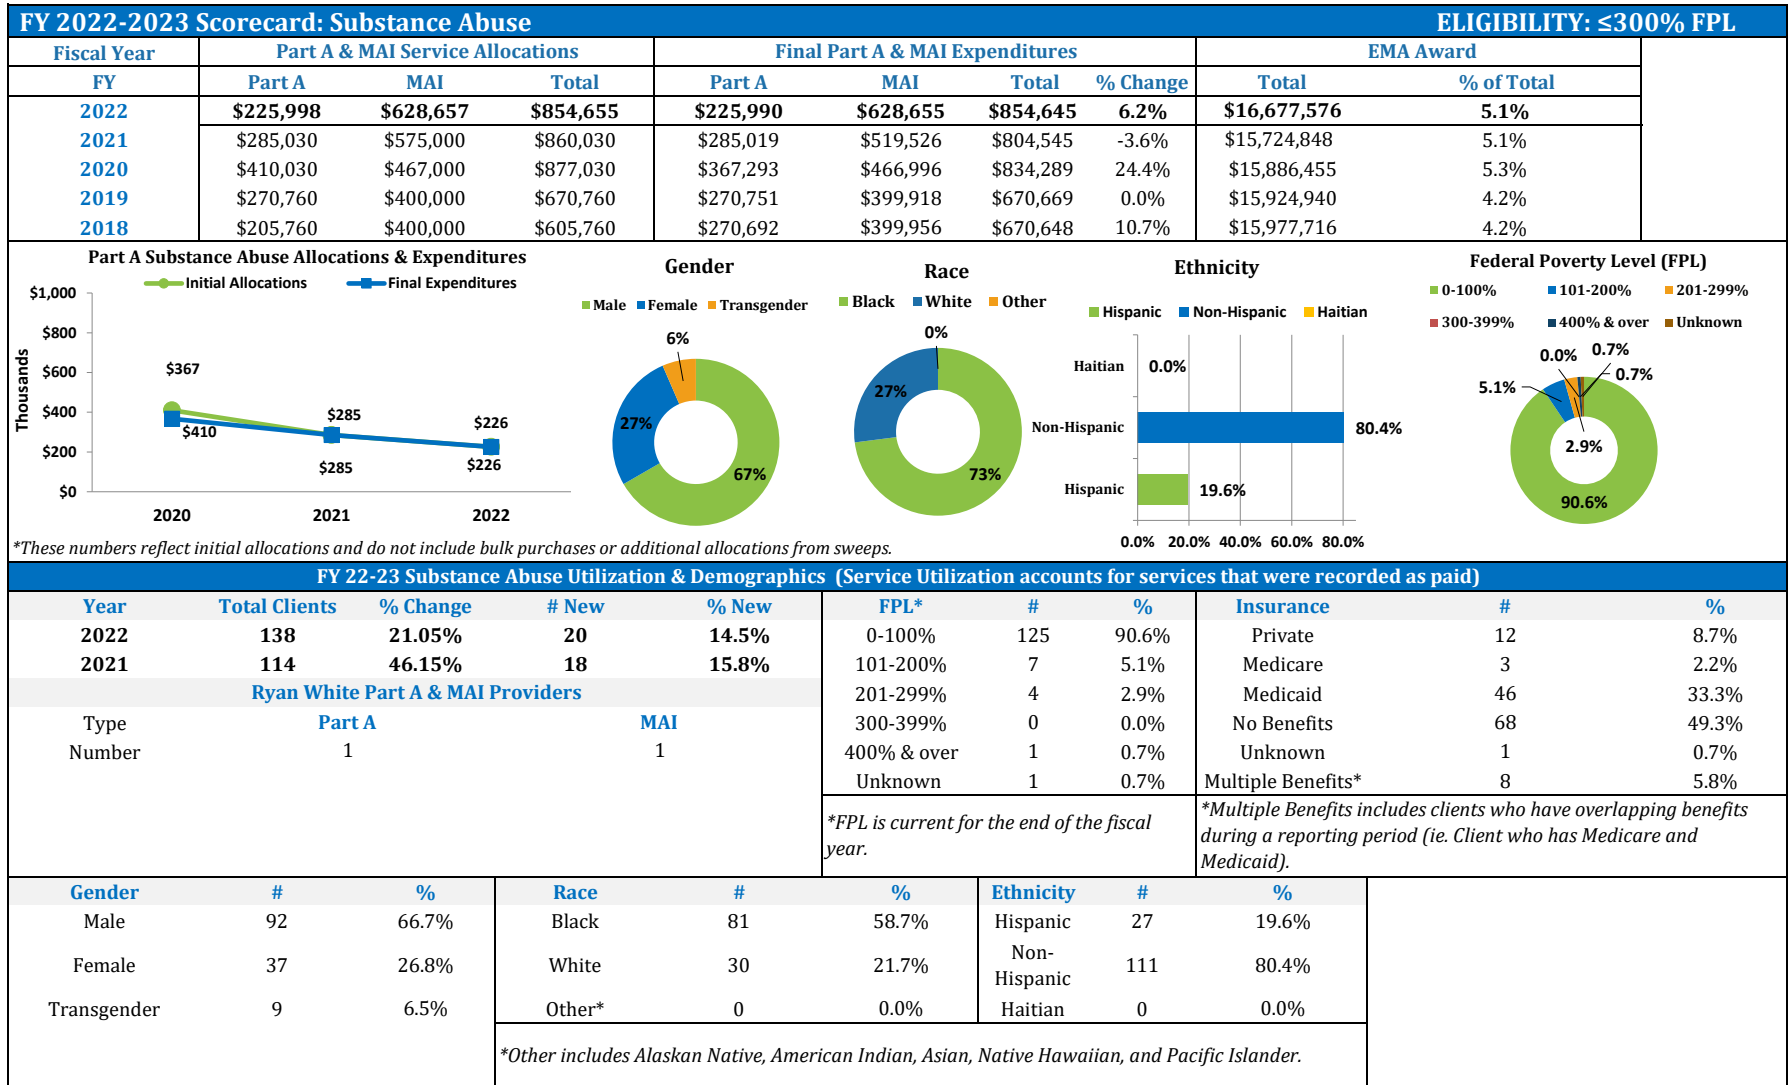 FY 2022-2023 Scorecard: Substance Abuse ELIGIBILITY: ≤300% FPL
Fiscal Year Part A & MAI Service Allocations Final Part A & MAI Expenditures EMA Award
FY Part A MAI Total Part A MAI Total % Change Total % of Total
2022 $225,998 $628,657 $854,655 $225,990 $628,655 $854,645 6.2% $16,677,576 5.1%
2021 $285,030 $575,000 $860,030 $285,019 $519,526 $804,545 -3.6% $15,724,848 5.1%
2020 $410,030 $467,000 $877,030 $367,293 $466,996 $834,289 24.4% $15,886,455 5.3%
2019 $270,760 $400,000 $670,760 $270,751 $399,918 $670,669 0.0% $15,924,940 4.2%
2018 $205,760 $400,000 $605,760 $270,692 $399,956 $670,648 10.7% $15,977,716 4.2%
Part A Substance Abuse Allocations & Expenditures
Initial Allocations Final Expenditures
Thousands
$1,000
$800
$600
$400
$200
$0
$367
$410
$285
$285
$226
$226
2020 2021 2022
Gender
Male Female Transgender
6%
27%
67%
Race
Black White Other
0%
27%
73%
Ethnicity
Hispanic Non-Hispanic Haitian
Haitian 0.0%
Non-Hispanic 80.4%
Hispanic 19.6%
0.0% 20.0% 40.0% 60.0% 80.0%
Federal Poverty Level (FPL)
0-100% 101-200% 201-299%
300-399% 400% & over Unknown
0.0% 0.7%
5.1% 0.7%
2.9%
90.6%
*These numbers reflect initial allocations and do not include bulk purchases or additional allocations from sweeps.
FY 22-23 Substance Abuse Utilization & Demographics (Service Utilization accounts for services that were recorded as paid)
Year Total Clients % Change # New % New
2022 138 21.05% 20 14.5%
2021 114 46.15% 18 15.8%
Ryan White Part A & MAI Providers
Type Part A MAI
Number 1 1
FPL* # %
0-100% 125 90.6%
101-200% 7 5.1%
201-299% 4 2.9%
300-399% 0 0.0%
400% & over 1 0.7%
Unknown 1 0.7%
*FPL is current for the end of the fiscal
year.
Insurance # %
Private 12 8.7%
Medicare 3 2.2%
Medicaid 46 33.3%
No Benefits 68 49.3%
Unknown 1 0.7%
Multiple Benefits* 8 5.8%
*Multiple Benefits includes clients who have overlapping benefits
during a reporting period (ie. Client who has Medicare and
Medicaid).
Gender # %
Male 92 66.7%
Female 37 26.8%
Transgender 9 6.5%
Race # %
Black 81 58.7%
White 30 21.7%
Other* 0 0.0%
Ethnicity # %
Hispanic 27 19.6%
Non-
Hispanic 111 80.4%
Haitian 0 0.0%
*Other includes Alaskan Native, American Indian, Asian, Native Hawaiian, and Pacific Islander.